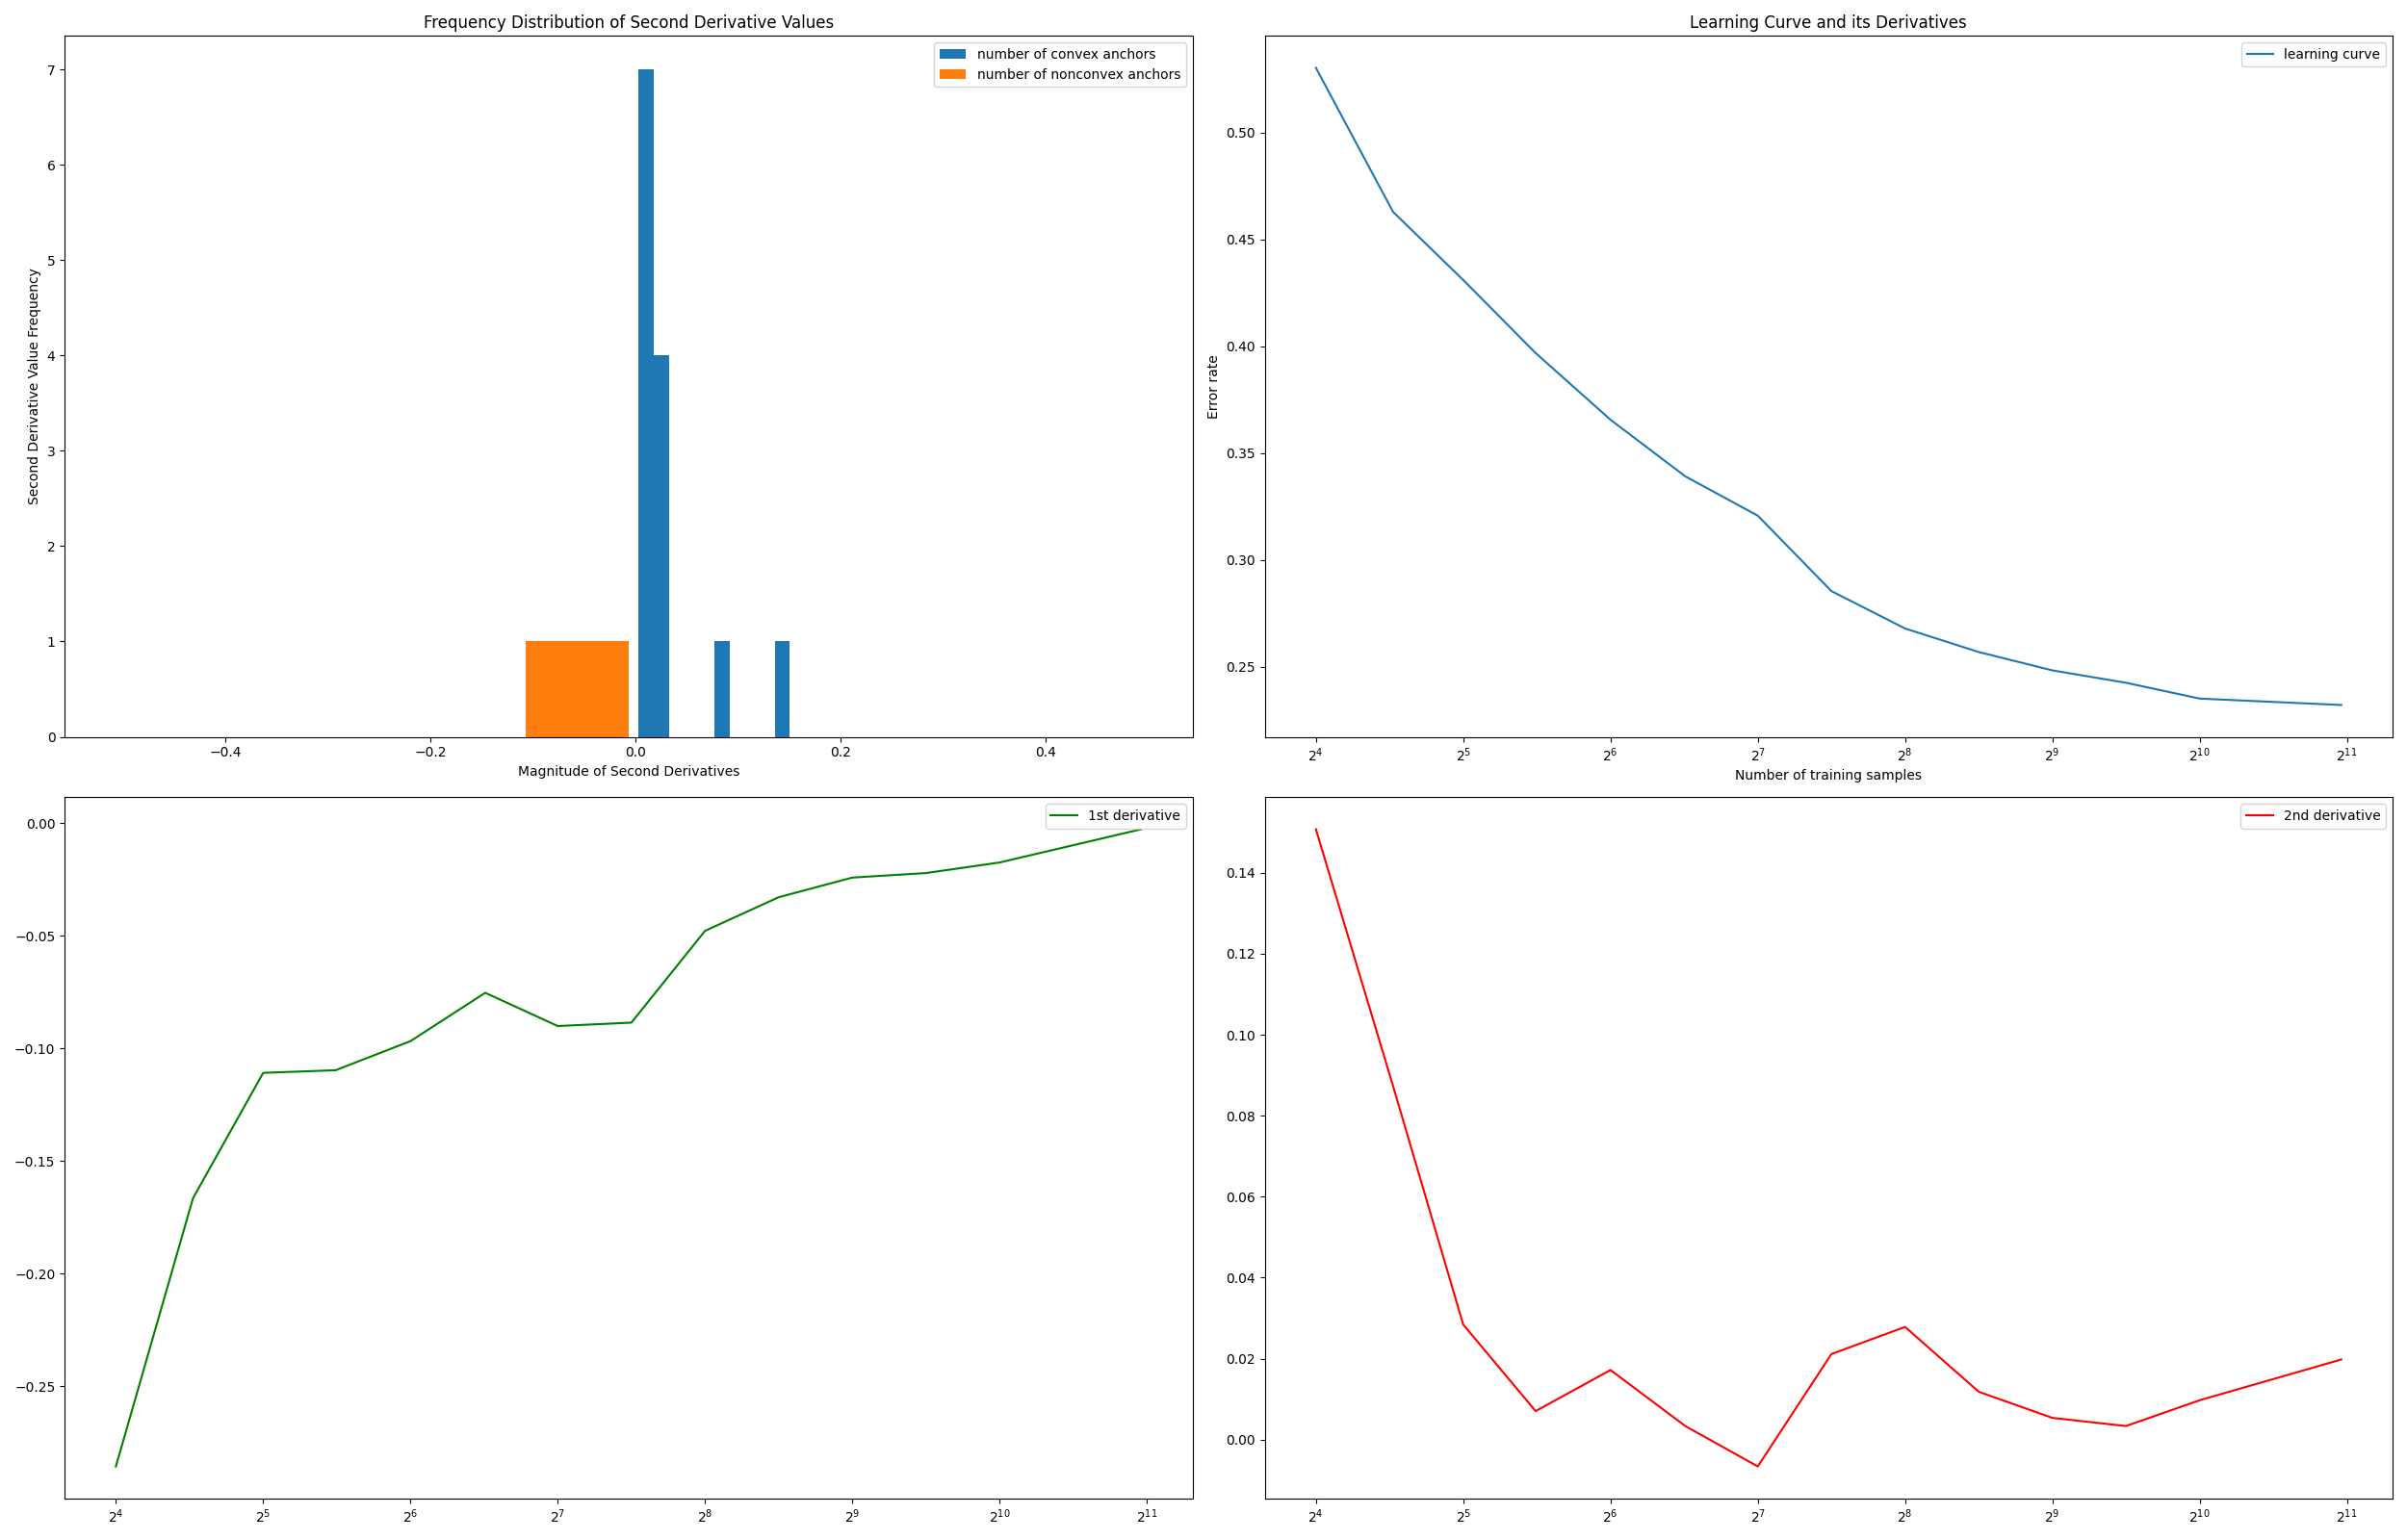 Frequency Distribution of Second Derivative Values
number of convex anchors
number of nonconvex anchors
Second Derivative Value Frequency
7
6
5
4
3
2
1
0
−0.4 −0.2 0.0 0.2 0.4
Magnitude of Second Derivatives
Learning Curve and its Derivatives
learning curve
Error rate
0.50
0.45
0.40
0.35
0.30
0.25
2^4 2^5 2^6 2^7 2^8 2^9 2^10 2^11
Number of training samples
1st derivative
0.00
−0.05
−0.10
−0.15
−0.20
−0.25
2^4 2^5 2^6 2^7 2^8 2^9 2^10 2^11
2nd derivative
0.14
0.12
0.10
0.08
0.06
0.04
0.02
0.00
2^4 2^5 2^6 2^7 2^8 2^9 2^10 2^11